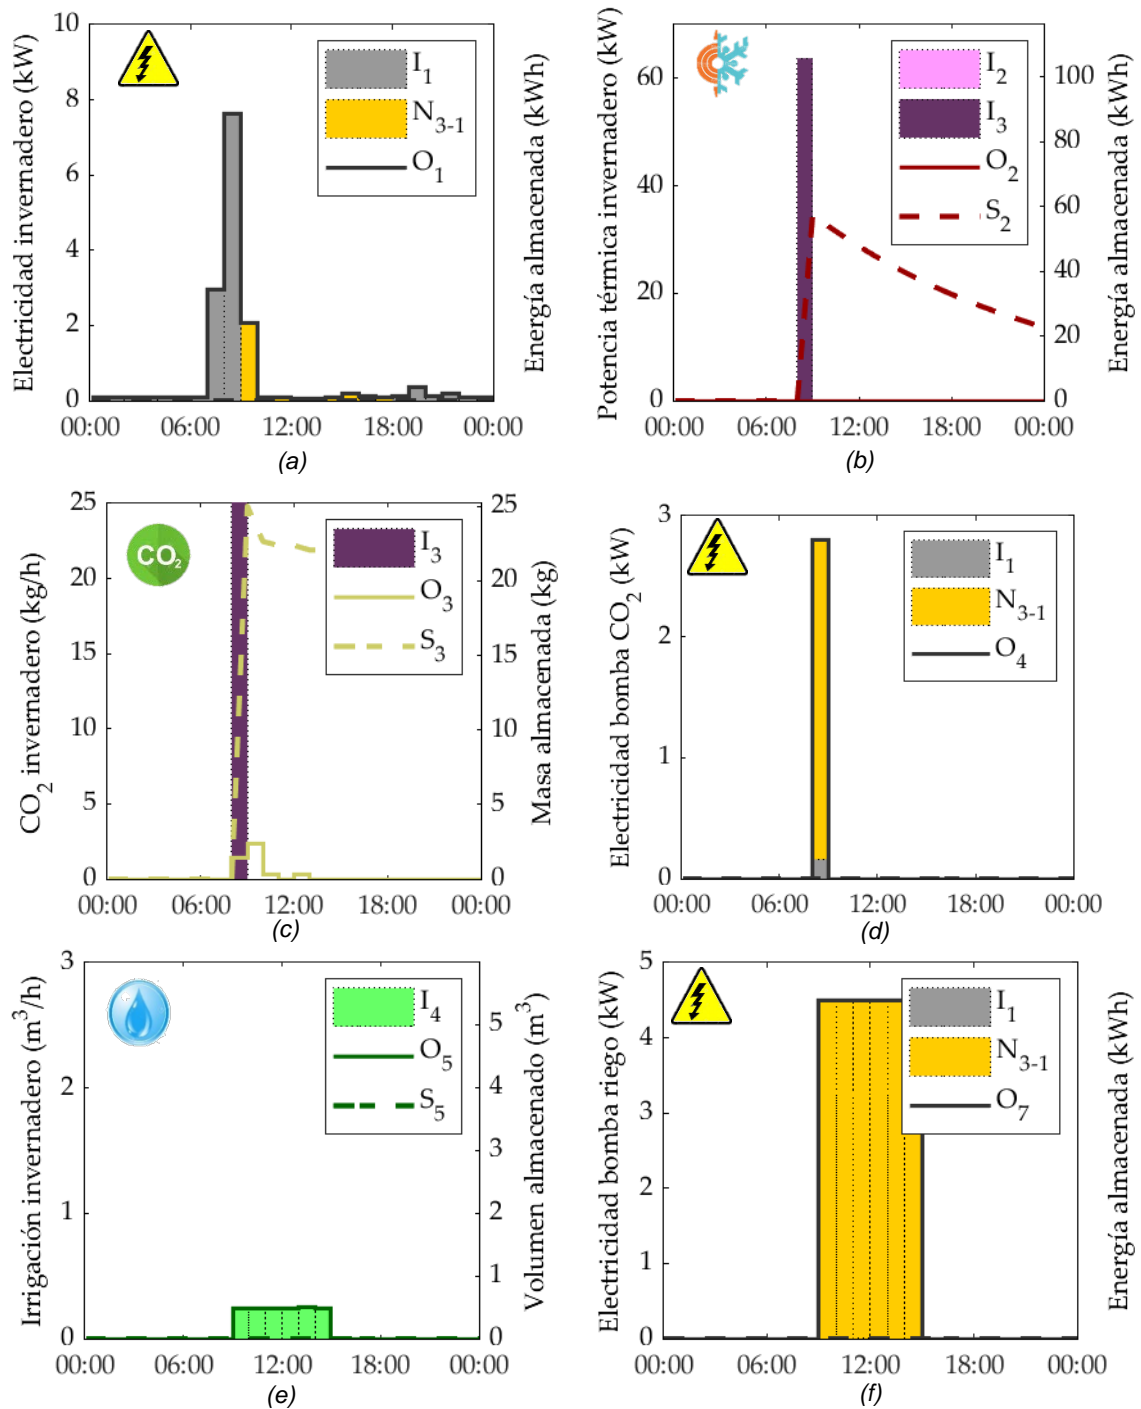 Electricidad invernadero (kW)
10
8
6
4
2
0
I1
N3-1
O1
Energía almacenada (kWh)
00:00 06:00 12:00 18:00 00:00
(a)
Potencia térmica invernadero (kW)
60
40
20
0
I2
I3
O2
S2
100
80
60
40
20
0
Energía almacenada (kWh)
00:00 06:00 12:00 18:00 00:00
(b)
CO2 invernadero (kg/h)
25
20
15
10
5
0
CO2
I3
O3
S3
25
20
15
10
5
0
Masa almacenada (kg)
00:00 06:00 12:00 18:00 00:00
(c)
Electricidad bomba CO2 (kW)
3
2
1
0
I1
N3-1
O4
00:00 06:00 12:00 18:00 00:00
(d)
Irrigación invernadero (m3/h)
3
2
1
0
I4
O5
S5
5
4
3
2
1
0
Volumen almacenado (m3)
00:00 06:00 12:00 18:00 00:00
(e)
Electricidad bomba riego (kW)
5
4
3
2
1
0
I1
N3-1
O7
Energía almacenada (kWh)
00:00 06:00 12:00 18:00 00:00
(f)